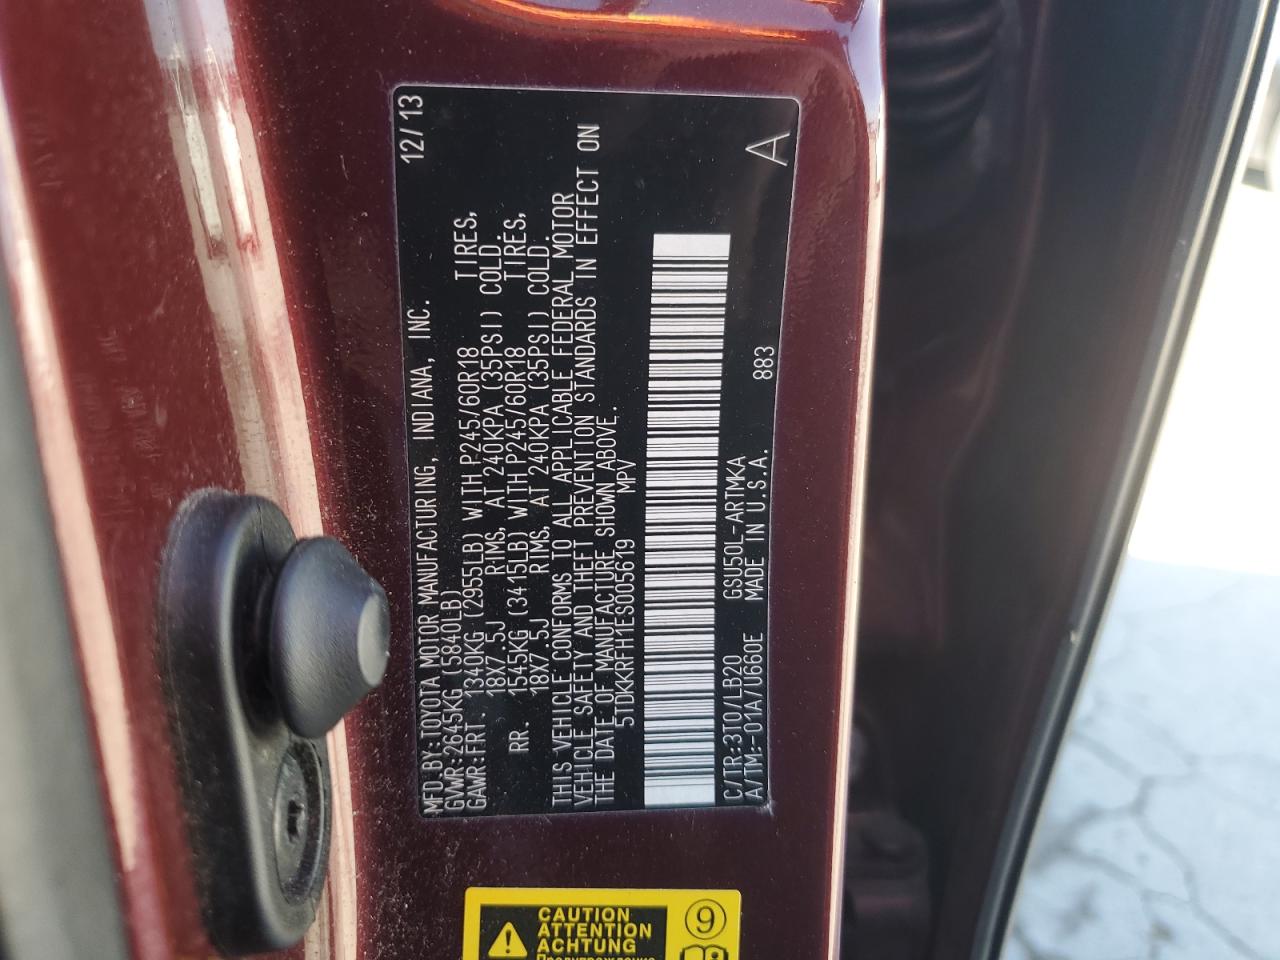 MFD BY:TOYOTA MOTOR MANUFACTURING, INDIANA, INC. 12/13
GVWR:2645KG (5840LB)
GAWR:FRT. 1340KG (2955LB) WITH P245/60R18 TIRES,
18X7.5J RIMS, AT 240KPA (35PSI) COLD.
RR. 1545KG (3415LB) WITH P245/60R18 TIRES,
18X7.5J RIMS, AT 240KPA (35PSI) COLD.
THIS VEHICLE CONFORMS TO ALL APPLICABLE FEDERAL MOTOR
VEHICLE SAFETY AND THEFT PREVENTION STANDARDS IN EFFECT ON
THE DATE OF MANUFACTURE SHOWN ABOVE.
5TDKKRFH1ES005619 MPV
C/TR:3T0/LB20 GSU50L-ARTMKA 883
A/TM:-01A/U660E MADE IN U.S.A.
A
CAUTION
ATTENTION
ACHTUNG
Предупреждение
9